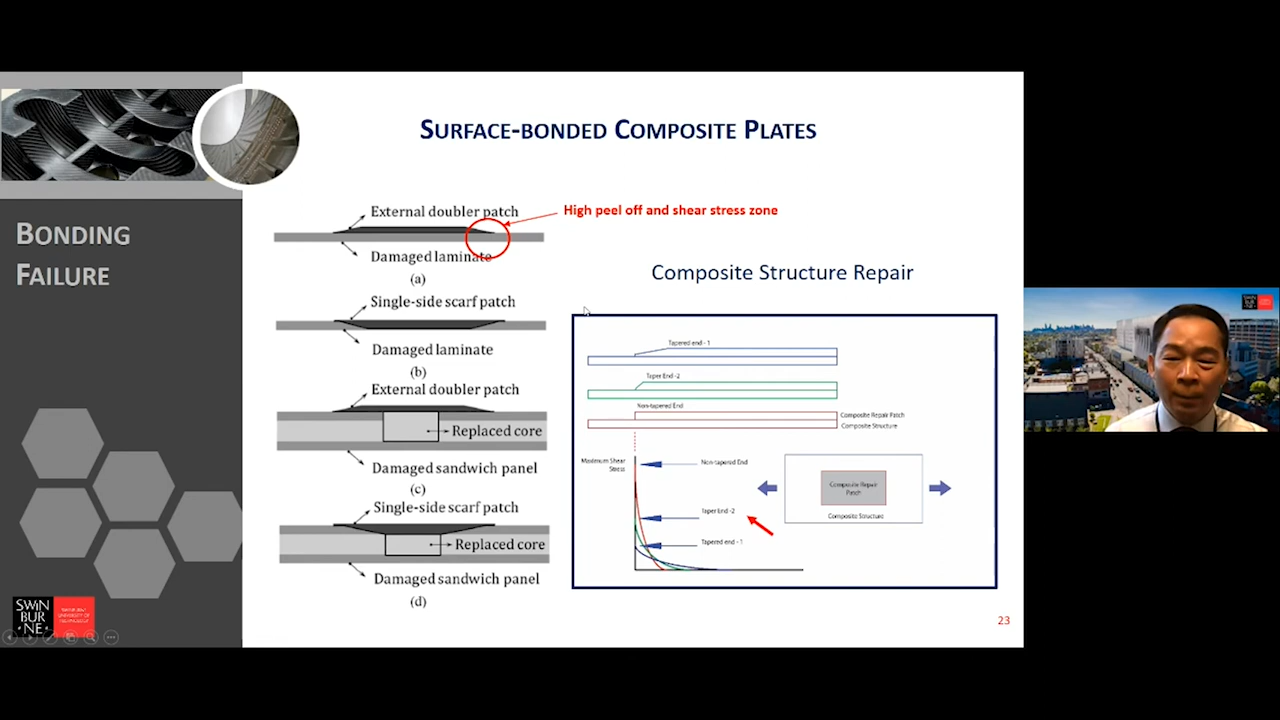 SURFACE-BONDED COMPOSITE PLATES
BONDING
FAILURE
External doubler patch
High peel off and shear stress zone
Damaged laminate
(a)
Single-side scarf patch
Damaged laminate
(b)
External doubler patch
Replaced core
Damaged sandwich panel
(c)
Single-side scarf patch
Replaced core
Damaged sandwich panel
(d)
Composite Structure Repair
Tapered end - 1
Taper End -2
Non-tapered End
Composite Repair Patch
Composite Structure
Maximum Shear
Stress
Non-tapered End
Taper End -2
Tapered end - 1
Composite Repair
Patch
Composite Structure
23
SWIN
BUR
NE
SWIN
BUR
NE